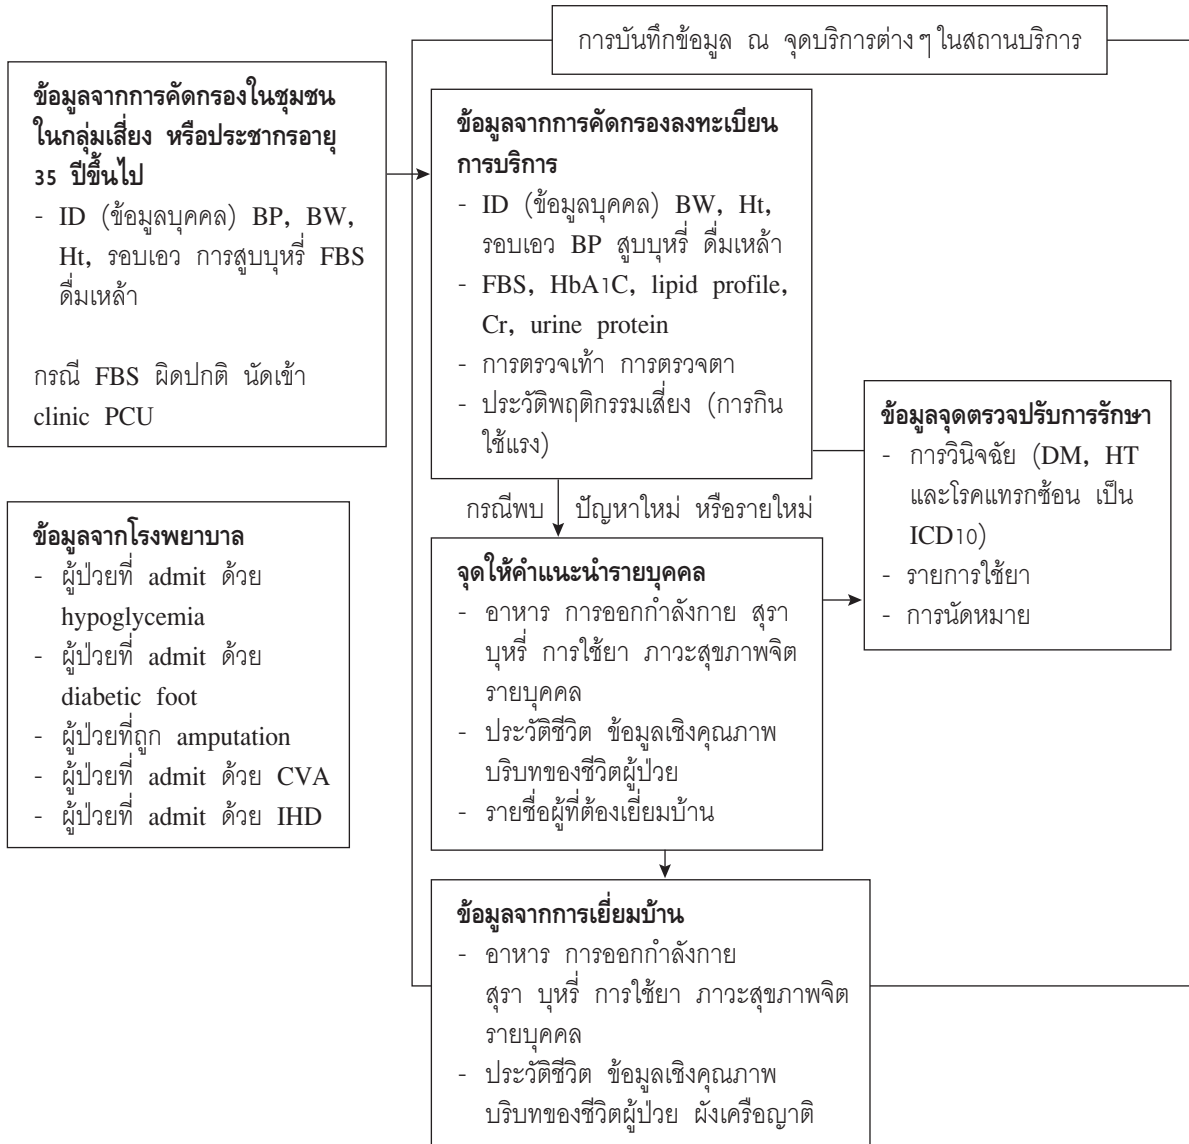 การบันทึกข้อมูล ณ จุดบริการต่างๆ ในสถานบริการ
ข้อมูลจากการคัดกรองในชุมชน
ในกลุ่มเสี่ยง หรือประชากรอายุ
35 ปีขึ้นไป
- ID (ข้อมูลบุคคล) BP, BW,
Ht, รอบเอว การสูบบุหรี่ FBS
ดื่มเหล้า
กรณี FBS ผิดปกติ นัดเข้า
clinic PCU
ข้อมูลจากการคัดกรองลงทะเบียน
การบริการ
- ID (ข้อมูลบุคคล) BW, Ht,
รอบเอว BP สูบบุหรี่ ดื่มเหล้า
- FBS, HbA1C, lipid profile,
Cr, urine protein
- การตรวจเท้า การตรวจตา
- ประวัติพฤติกรรมเสี่ยง (การกิน
ใช้แรง)
กรณีพบ ปัญหาใหม่ หรือรายใหม่
ข้อมูลจุดตรวจปรับการรักษา
- การวินิจฉัย (DM, HT
และโรคแทรกซ้อน เป็น
ICD10)
- รายการใช้ยา
- การนัดหมาย
ข้อมูลจากโรงพยาบาล
- ผู้ป่วยที่ admit ด้วย
hypoglycemia
- ผู้ป่วยที่ admit ด้วย
diabetic foot
- ผู้ป่วยที่ถูก amputation
- ผู้ป่วยที่ admit ด้วย CVA
- ผู้ป่วยที่ admit ด้วย IHD
จุดให้คำแนะนำรายบุคคล
- อาหาร การออกกำลังกาย สุรา
บุหรี่ การใช้ยา ภาวะสุขภาพจิต
รายบุคคล
- ประวัติชีวิต ข้อมูลเชิงคุณภาพ
บริบทของชีวิตผู้ป่วย
- รายชื่อผู้ที่ต้องเยี่ยมบ้าน
ข้อมูลจากการเยี่ยมบ้าน
- อาหาร การออกกำลังกาย
สุรา บุหรี่ การใช้ยา ภาวะสุขภาพจิต
รายบุคคล
- ประวัติชีวิต ข้อมูลเชิงคุณภาพ
บริบทของชีวิตผู้ป่วย ผังเครือญาติ